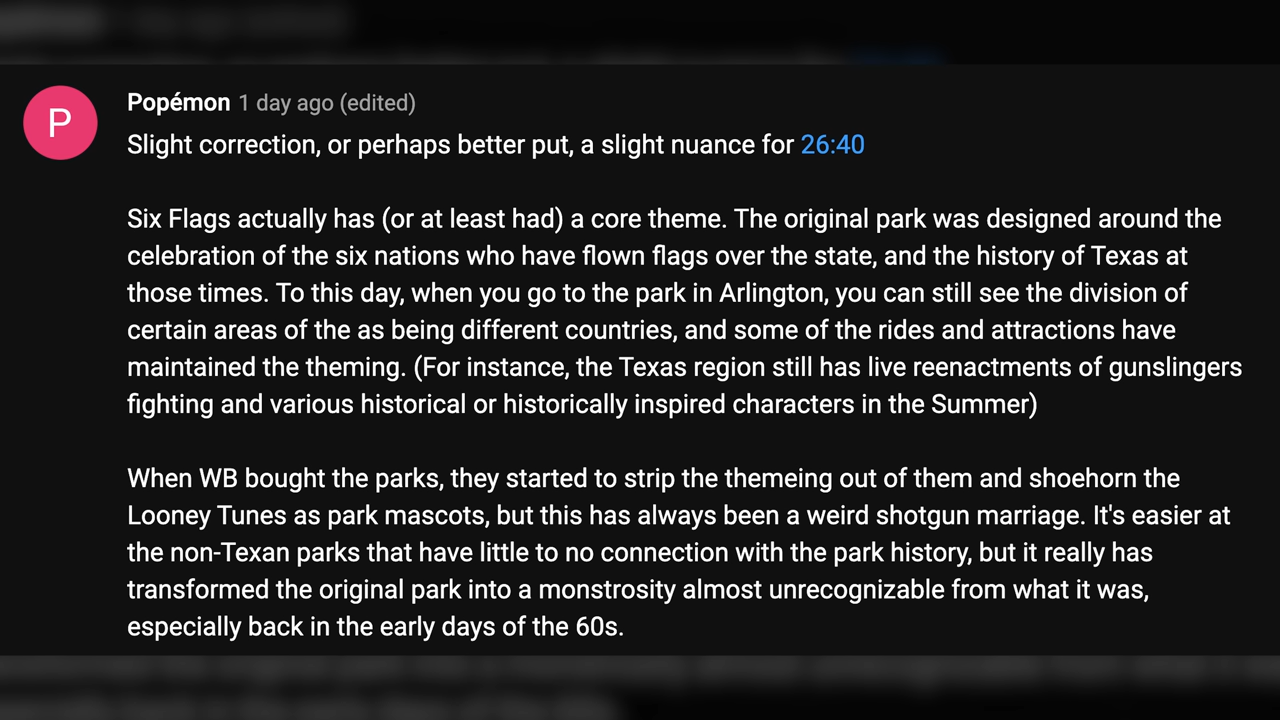 P
Popémon 1 day ago (edited)
Slight correction, or perhaps better put, a slight nuance for 26:40
Six Flags actually has (or at least had) a core theme. The original park was designed around the
celebration of the six nations who have flown flags over the state, and the history of Texas at
those times. To this day, when you go to the park in Arlington, you can still see the division of
certain areas of the as being different countries, and some of the rides and attractions have
maintained the theming. (For instance, the Texas region still has live reenactments of gunslingers
fighting and various historical or historically inspired characters in the Summer)
When WB bought the parks, they started to strip the themeing out of them and shoehorn the
Looney Tunes as park mascots, but this has always been a weird shotgun marriage. It's easier at
the non-Texan parks that have little to no connection with the park history, but it really has
transformed the original park into a monstrosity almost unrecognizable from what it was,
especially back in the early days of the 60s.